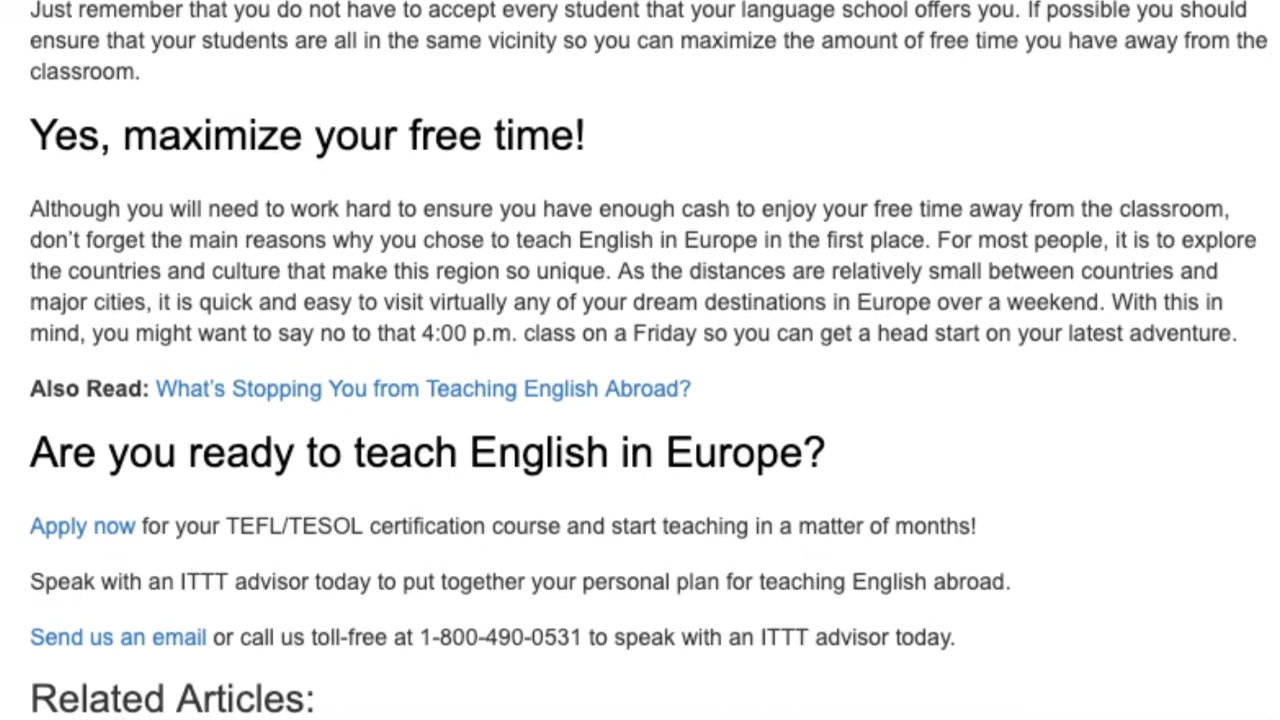 Just remember that you do not have to accept every student that your language school offers you. If possible you should
ensure that your students are all in the same vicinity so you can maximize the amount of free time you have away from the
classroom.
Yes, maximize your free time!
Although you will need to work hard to ensure you have enough cash to enjoy your free time away from the classroom,
don’t forget the main reasons why you chose to teach English in Europe in the first place. For most people, it is to explore
the countries and culture that make this region so unique. As the distances are relatively small between countries and
major cities, it is quick and easy to visit virtually any of your dream destinations in Europe over a weekend. With this in
mind, you might want to say no to that 4:00 p.m. class on a Friday so you can get a head start on your latest adventure.
Also Read: What’s Stopping You from Teaching English Abroad?
Are you ready to teach English in Europe?
Apply now for your TEFL/TESOL certification course and start teaching in a matter of months!
Speak with an ITTT advisor today to put together your personal plan for teaching English abroad.
Send us an email or call us toll-free at 1-800-490-0531 to speak with an ITTT advisor today.
Related Articles: